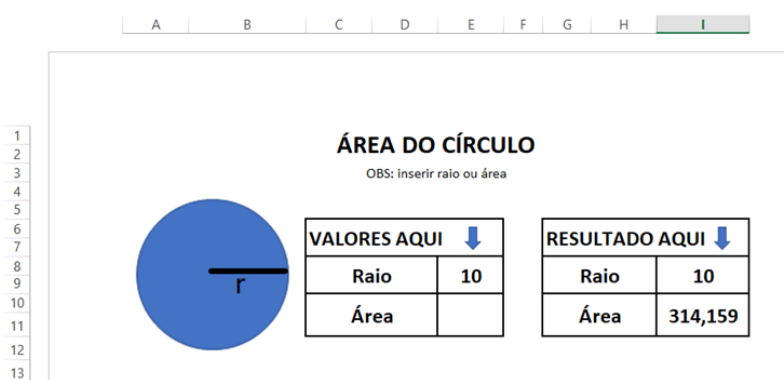 A B C D E F G H I
1
2
3
4
5
6
7
8
9
10
11
12
13
ÁREA DO CÍRCULO
OBS: inserir raio ou área
r
VALORES AQUI
Raio 10
Área
RESULTADO AQUI
Raio 10
Área 314,159